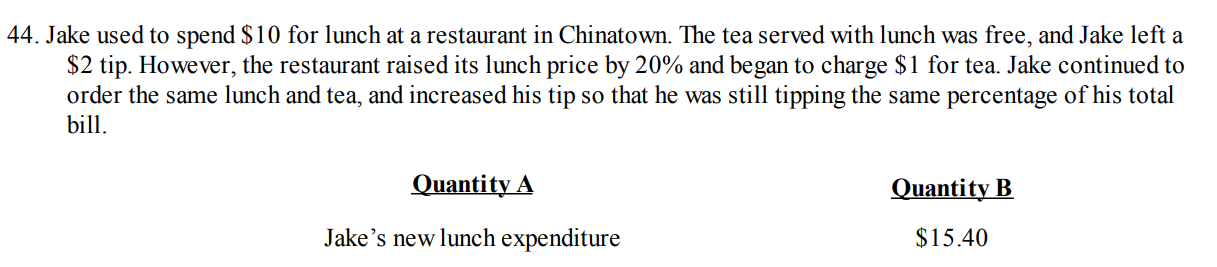 44. Jake used to spend $10 for lunch at a restaurant in Chinatown. The tea served with lunch was free, and Jake left a
$2 tip. However, the restaurant raised its lunch price by 20% and began to charge $1 for tea. Jake continued to
order the same lunch and tea, and increased his tip so that he was still tipping the same percentage of his total
bill.
Quantity A
Quantity B
Jake’s new lunch expenditure
$15.40